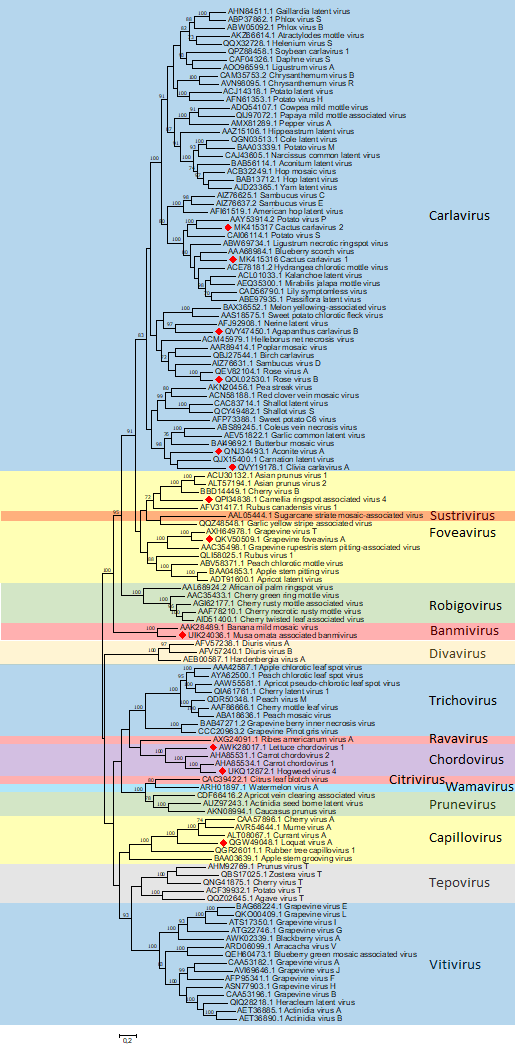 AHN84511.1 Gaillardia latent virus
ABP37862.1 Phlox virus S
ABW05092.1 Phlox virus B
AKZ66614.1 Atractylodes mottle virus
QQX32728.1 Helenium virus S
QPZ88458.1 Soybean carlavirus 1
CAF04326.1 Daphne virus S
AOO96599.1 Ligustrum virus A
CAM35753.2 Chrysanthemum virus B
AVN98095.1 Chrysanthemum virus R
ACJ14318.1 Potato latent virus
AFN61353.1 Potato virus H
ADQ54107.1 Cowpea mild mottle virus
QIJ97072.1 Papaya mild mottle associated virus
AMX81289.1 Pepper virus A
AAZ15106.1 Hippeastrum latent virus
QGN03513.1 Cole latent virus
BAA03339.1 Potato virus M
CAJ43605.1 Narcissus common latent virus
BAB56114.1 Aconitum latent virus
ACB32249.1 Hop mosaic virus
BAB13712.1 Hop latent virus
AJD23365.1 Yam latent virus
AIZ76625.1 Sambucus virus C
AIZ76637.2 Sambucus virus E
AFI61519.1 American hop latent virus
Carlavirus
AAY53914.2 Potato virus P
MK415317 Cactus carlavirus 2
CAI06114.1 Potato virus S
ABW69734.1 Ligustrum necrotic ringspot virus
AAA68984.1 Blueberry scorch virus
MK415316 Cactus carlavirus 1
ACE78181.2 Hydrangea chlorotic mottle virus
ACL01033.1 Kalanchoe latent virus
AEQ35300.1 Mirabilis jalapa mottle virus
CAD56790.1 Lily symptomless virus
ABE97935.1 Passiflora latent virus
BAX36552.1 Melon yellowing-associated virus
AAS18575.1 Sweet potato chlorotic fleck virus
AFJ92908.1 Nerine latent virus
QVY47450.1 Agapanthus carlavirus B
ACM45979.1 Helleborus net necrosis virus
AAR89414.1 Poplar mosaic virus
QBJ27544.1 Birch carlavirus
AIZ76631.1 Sambucus virus D
QEV82104.1 Rose virus A
QOL02530.1 Rose virus B
AKN20456.1 Pea streak virus
ACN58188.1 Red clover vein mosaic virus
CAC83714.1 Shallot latent virus
QCY49482.1 Shallot virus S
AFP73388.1 Sweet potato C6 virus
ABS89245.1 Coleus vein necrosis virus
AEV51822.1 Garlic common latent virus
BAI49692.1 Butterbur mosaic virus
QNJ34493.1 Aconite virus A
QJX15400.1 Carnation latent virus
QVY19178.1 Clivia carlavirus A
ACU30132.1 Asian prunus virus 1
ALT57194.1 Asian prunus virus 2
BBD14449.1 Cherry virus B
QPI34838.1 Camellia ringspot associated virus 4
AFV31417.1 Rubus canadensis virus 1
AAL05444.1 Sugarcane striate mosaic-associated virus Sustrivirus
QQZ48548.1 Garlic yellow stripe associated virus
AXH64978.1 Grapevine virus T Foveavirus
QKV50509.1 Grapevine foveavirus A
AAC35498.1 Grapevine rupestris stem pitting-associated virus
QLI58025.1 Rubus virus 1
ABV58371.1 Peach chlorotic mottle virus
BAA04853.1 Apple stem pitting virus
ADT91600.1 Apricot latent virus
AAL68924.2 African oil palm ringspot virus
AAC35433.1 Cherry green ring mottle virus
AGI62177.1 Cherry rusty mottle associated virus Robigovirus
AAF78210.1 Cherry necrotic rusty mottle virus
AID51400.1 Cherry twisted leaf associated virus
AAK28489.1 Banana mild mosaic virus
UIK24036.1 Musa ornata associated banmivirus Banmivirus
AFV57238.1 Diuris virus A
AFV57240.1 Diuris virus B Divavirus
AEB00587.1 Hardenbergia virus A
AAA42587.1 Apple chlorotic leaf spot virus
AYA62500.1 Peach chlorotic leaf spot virus
AAW55581.1 Apricot pseudo-chlorotic leaf spot virus
QIA61761.1 Cherry latent virus 1
QDR50348.1 Peach virus M Trichovirus
AAF86666.1 Cherry mottle leaf virus
ABA18636.1 Peach mosaic virus
BAB47271.2 Grapevine berry inner necrosis virus
CCC20963.2 Grapevine Pinot gris virus
AXG24091.1 Ribes americanum virus A Ravavirus
AWK28017.1 Lettuce chordovirus 1
AHA85531.1 Carrot chordovirus 2
AHA85534.1 Carrot chordovirus 1 Chordovirus
UKQ12872.1 Hogweed virus 4
CAC39422.1 Citrus leaf blotch virus Citrivirus
ARH01897.1 Watermelon virus A Wamavirus
CDF66416.2 Apricot vein clearing associated virus
AUZ97243.1 Actinidia seed borne latent virus Prunevirus
AKN08994.1 Caucasus prunus virus
CAA57896.1 Cherry virus A
AVR54644.1 Mume virus A
ALT08067.1 Currant virus A Capillovirus
QGW49048.1 Loquat virus A
QGR26011.1 Rubber tree capillovirus 1
BAA03639.1 Apple stem grooving virus
AHM92769.1 Prunus virus T
QBS17025.1 Zostera virus T
QNG41875.1 Cherry virus T Tepovirus
ACF39932.1 Potato virus T
QQZ02645.1 Agave virus T
BAG68224.1 Grapevine virus E
QKO00409.1 Grapevine virus L
ATS17350.1 Grapevine virus I
ATG22746.1 Grapevine virus G
AWK02339.1 Blackberry virus A
ARD06099.1 Arracacha virus V
QEH60473.1 Blueberry green mosaic associated virus
CAA53182.1 Grapevine virus A Vitivirus
AVI69646.1 Grapevine virus J
AFP95341.1 Grapevine virus F
ASN77903.1 Grapevine virus H
CAA53196.1 Grapevine virus B
QIQ28218.1 Heracleum latent virus
AET36885.1 Actinidia virus A
AET36890.1 Actinidia virus B
0,2